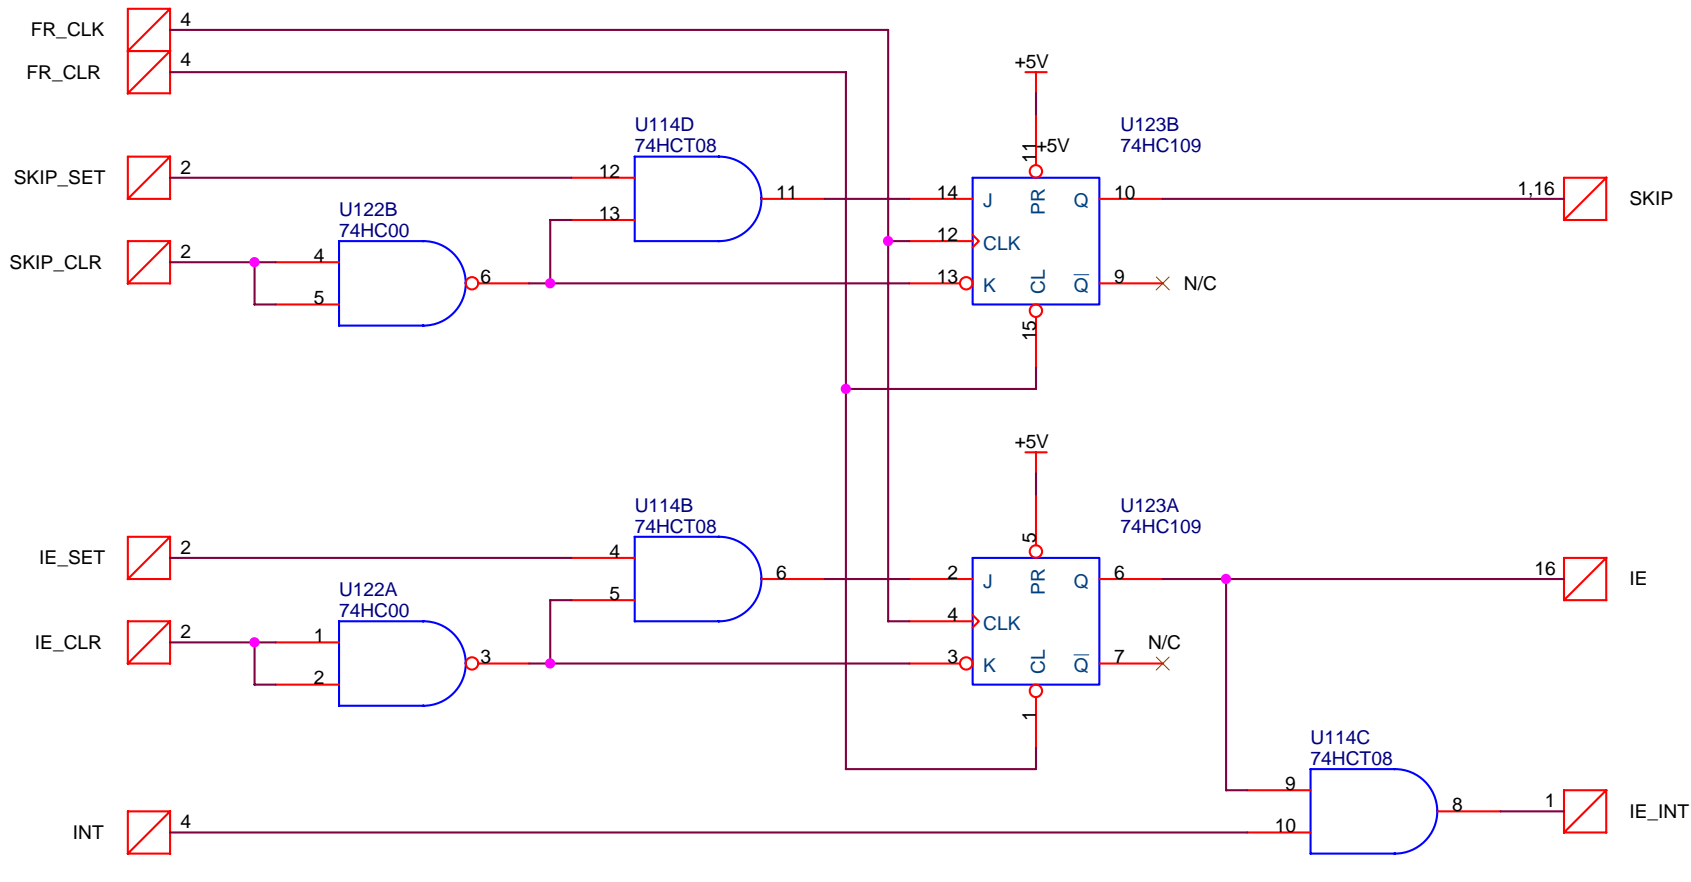 FR_CLK 4
FR_CLR 4
+5V
U114D
74HCT08
U123B
74HC109
11 +5V
SKIP_SET 2 12
11 14 J PR Q 10 1,16 SKIP
U122B
74HC00
13
12 CLK
SKIP_CLR 2 4
5
6 13 K CL Q 9 N/C
15
+5V
U114B
74HCT08
U123A
74HC109
5
IE_SET 2 4
6 2 J PR Q 6 16 IE
U122A
74HC00
5
4 CLK
IE_CLR 2 1
2
3 3 K CL Q 7 N/C
1
U114C
74HCT08
9
8 1 IE_INT
INT 4 10